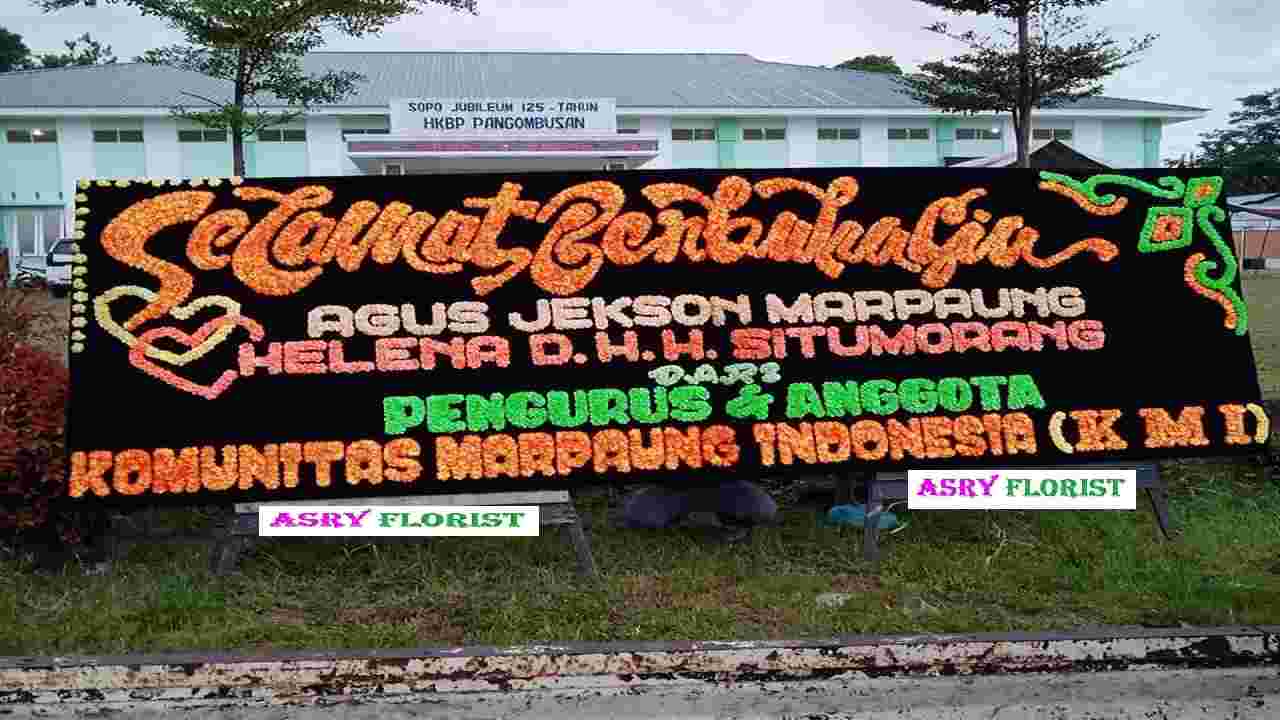 SOPO JUBILEUM 125 - TAHUN
HKBP PANGOMBUSAN
Selamat Berbahagia
AGUS JEKSON MARPAUNG
HELENA D. H. H. SITUMORANG
DARI
PENGURUS & ANGGOTA
KOMUNITAS MARPAUNG INDONESIA (KMI)
ASRY FLORIST
ASRY FLORIST